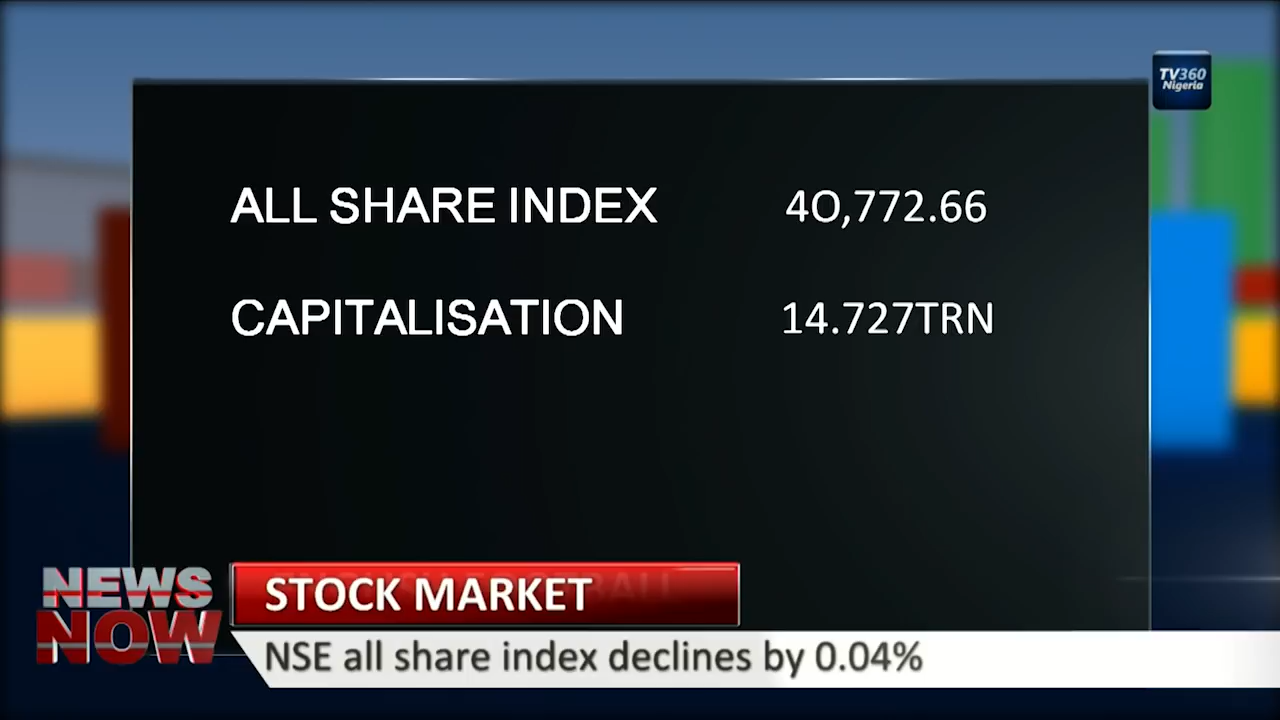 TV360
Nigeria
ALL SHARE INDEX 40,772.66
CAPITALISATION 14.727TRN
NEWS
NOW
STOCK MARKET
NSE all share index declines by 0.04%